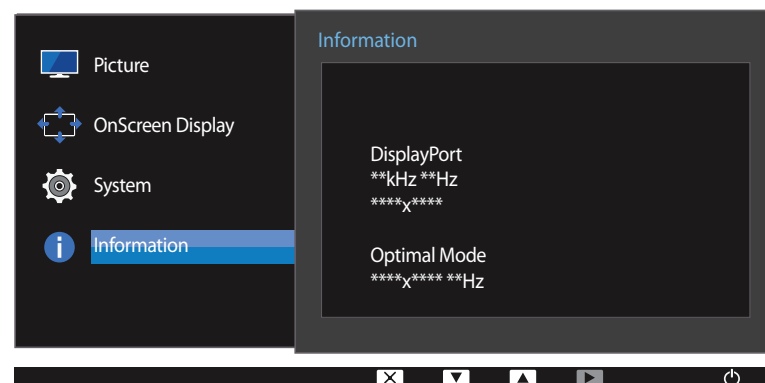 Picture
OnScreen Display
System
Information
Information
DisplayPort
**kHz **Hz
****x****
Optimal Mode
****x**** **Hz